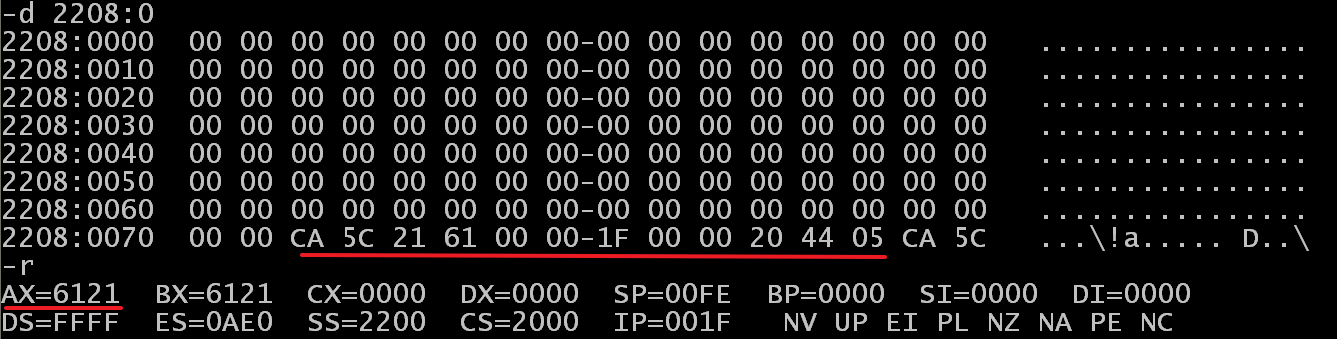 -d 2208:0
2208:0000  00 00 00 00 00 00 00 00-00 00 00 00 00 00 00 00   ................
2208:0010  00 00 00 00 00 00 00 00-00 00 00 00 00 00 00 00   ................
2208:0020  00 00 00 00 00 00 00 00-00 00 00 00 00 00 00 00   ................
2208:0030  00 00 00 00 00 00 00 00-00 00 00 00 00 00 00 00   ................
2208:0040  00 00 00 00 00 00 00 00-00 00 00 00 00 00 00 00   ................
2208:0050  00 00 00 00 00 00 00 00-00 00 00 00 00 00 00 00   ................
2208:0060  00 00 00 00 00 00 00 00-00 00 00 00 00 00 00 00   ................
2208:0070  00 00 CA 5C 21 61 00 00-1F 00 00 20 44 05 CA 5C   ...\!a..... D..\
-r
AX=6121  BX=6121  CX=0000  DX=0000  SP=00FE  BP=0000  SI=0000  DI=0000
DS=FFFF  ES=0AE0  SS=2200  CS=2000  IP=001F   NV UP EI PL NZ NA PE NC